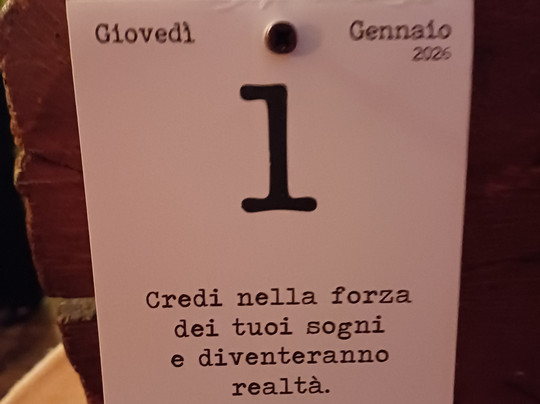 Giovedì Gennaio
2026
1
Credi nella forza
dei tuoi sogni
e diventeranno
realtà.